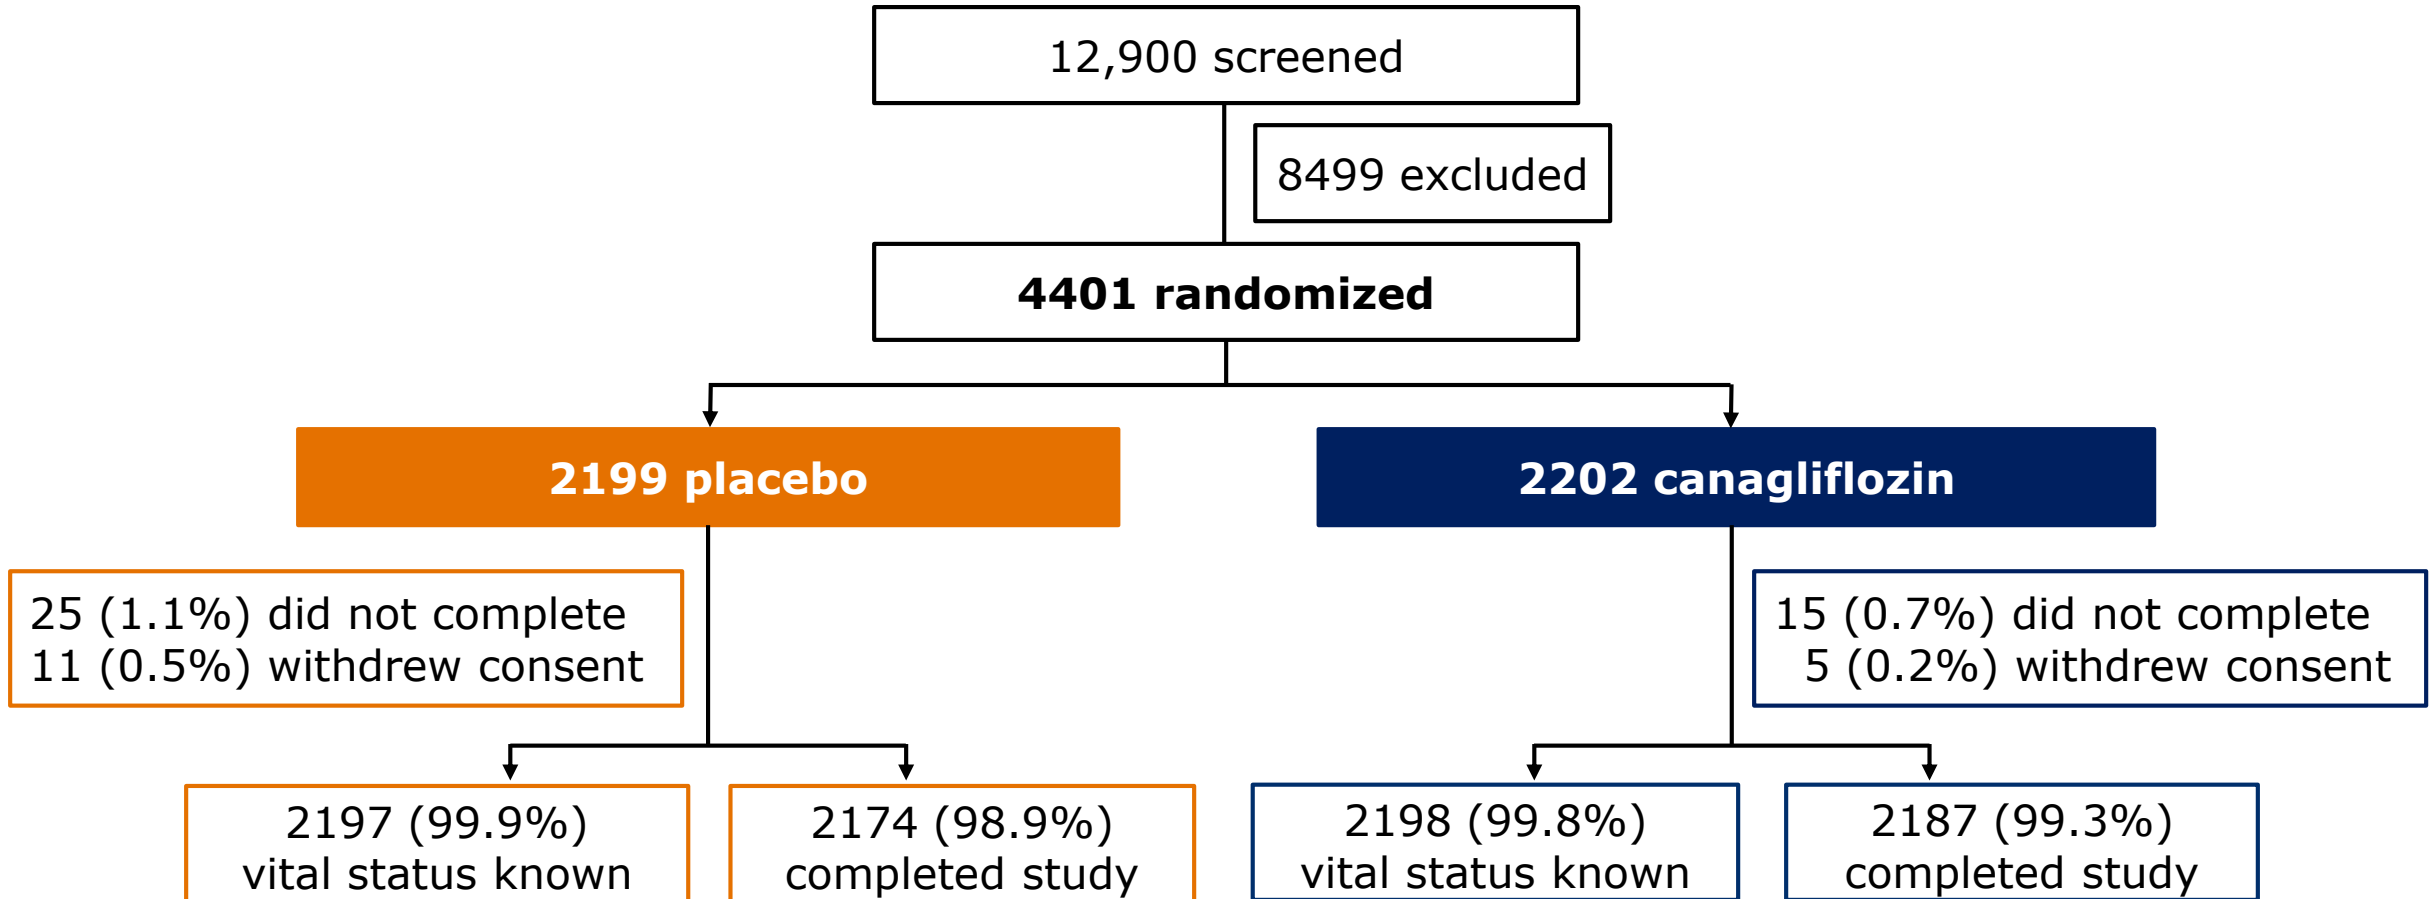 12,900 screened
8499 excluded
4401 randomized
2199 placebo
2202 canagliflozin
25 (1.1%) did not complete
11 (0.5%) withdrew consent
15 (0.7%) did not complete
5 (0.2%) withdrew consent
2197 (99.9%)
vital status known
2174 (98.9%)
completed study
2198 (99.8%)
vital status known
2187 (99.3%)
completed study